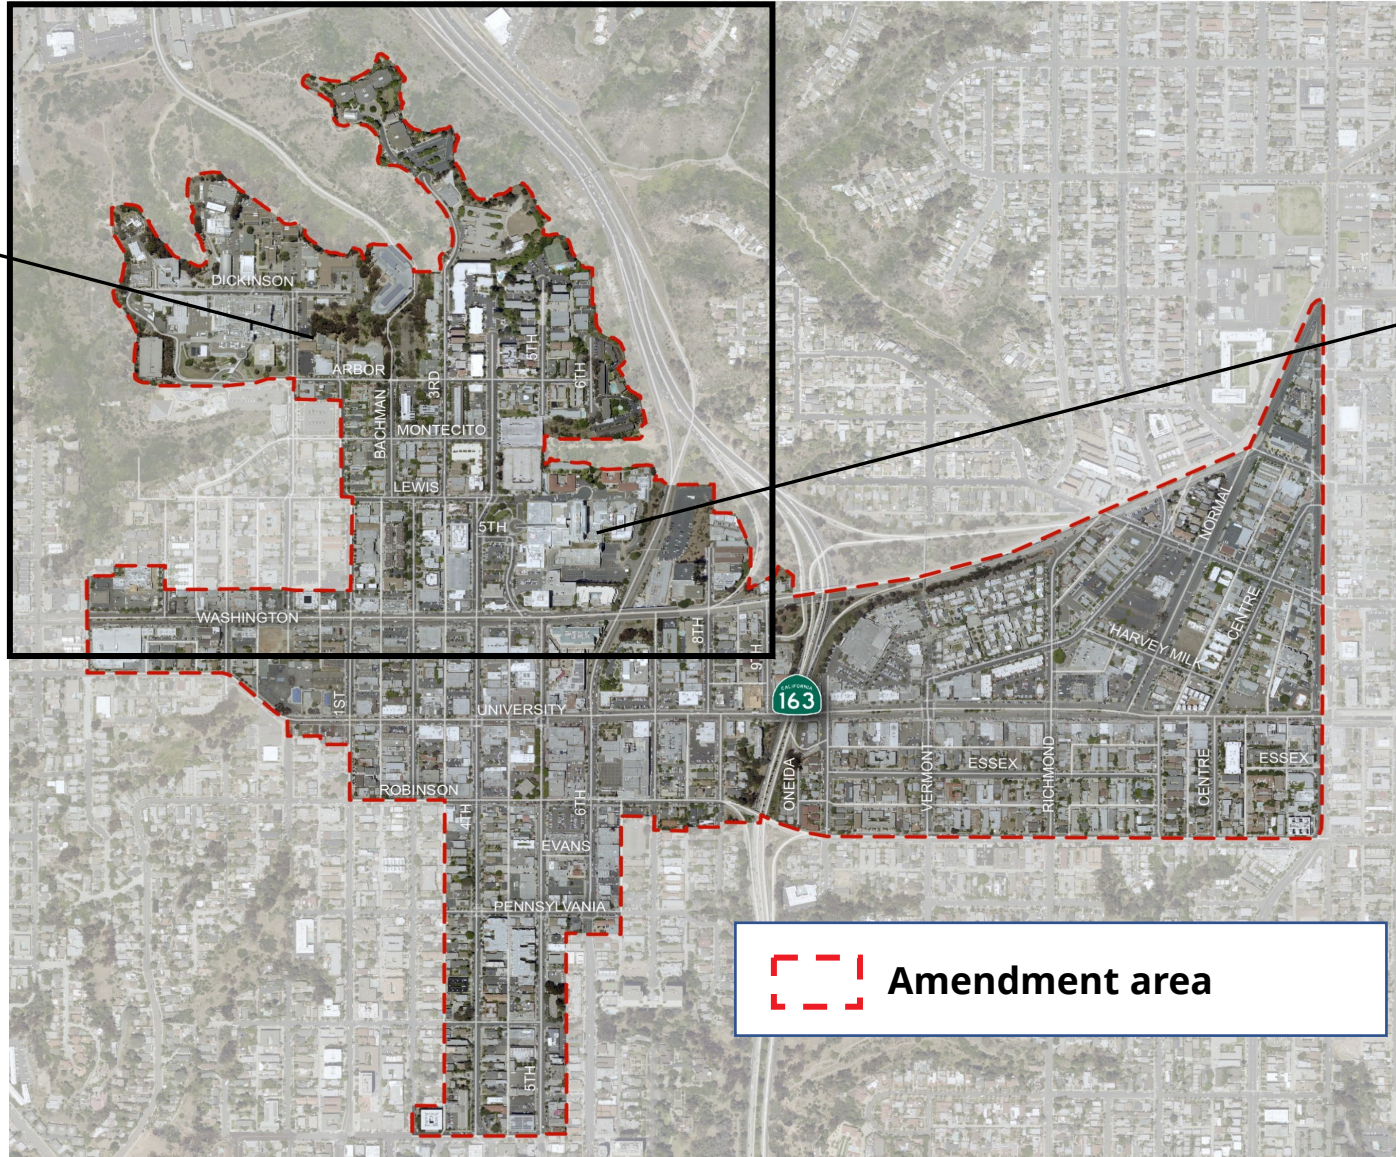 DICKINSON
ARBOR
5TH
6TH
3RD
BACHMAN
MONTECITO
LEWIS
5TH
NORMAL
WASHINGTON
8TH
9TH
CENTRE
HARVEY MILK
CALIFORNIA
163
1ST
UNIVERSITY
ONEIDA
VERMONT
ESSEX
RICHMOND
CENTRE
ESSEX
ROBINSON
4TH
6TH
EVANS
PENNSYLVANIA
5TH
Amendment area